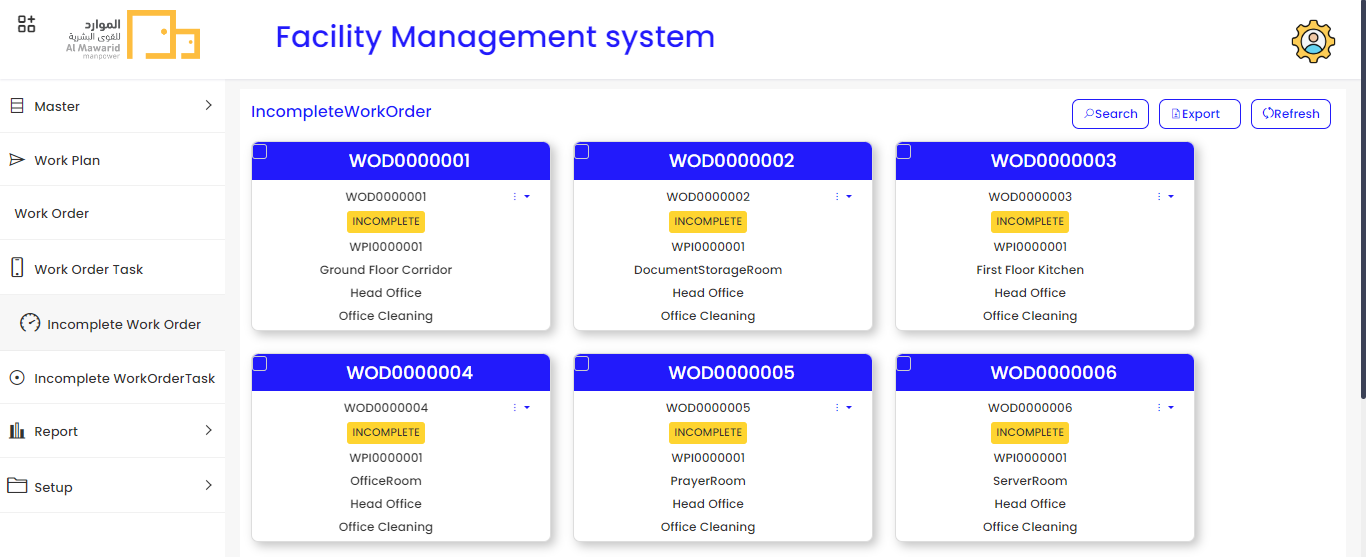 الموارد
للقوى البشرية
Al Mawarid
manpower
Facility Management system
Master
Work Plan
Work Order
Work Order Task
Incomplete Work Order
Incomplete WorkOrderTask
Report
Setup
IncompleteWorkOrder
Search
Export
Refresh
WOD0000001
WOD0000001
INCOMPLETE
WPI0000001
Ground Floor Corridor
Head Office
Office Cleaning
WOD0000002
WOD0000002
INCOMPLETE
WPI0000001
DocumentStorageRoom
Head Office
Office Cleaning
WOD0000003
WOD0000003
INCOMPLETE
WPI0000001
First Floor Kitchen
Head Office
Office Cleaning
WOD0000004
WOD0000004
INCOMPLETE
WPI0000001
OfficeRoom
Head Office
Office Cleaning
WOD0000005
WOD0000005
INCOMPLETE
WPI0000001
PrayerRoom
Head Office
Office Cleaning
WOD0000006
WOD0000006
INCOMPLETE
WPI0000001
ServerRoom
Head Office
Office Cleaning